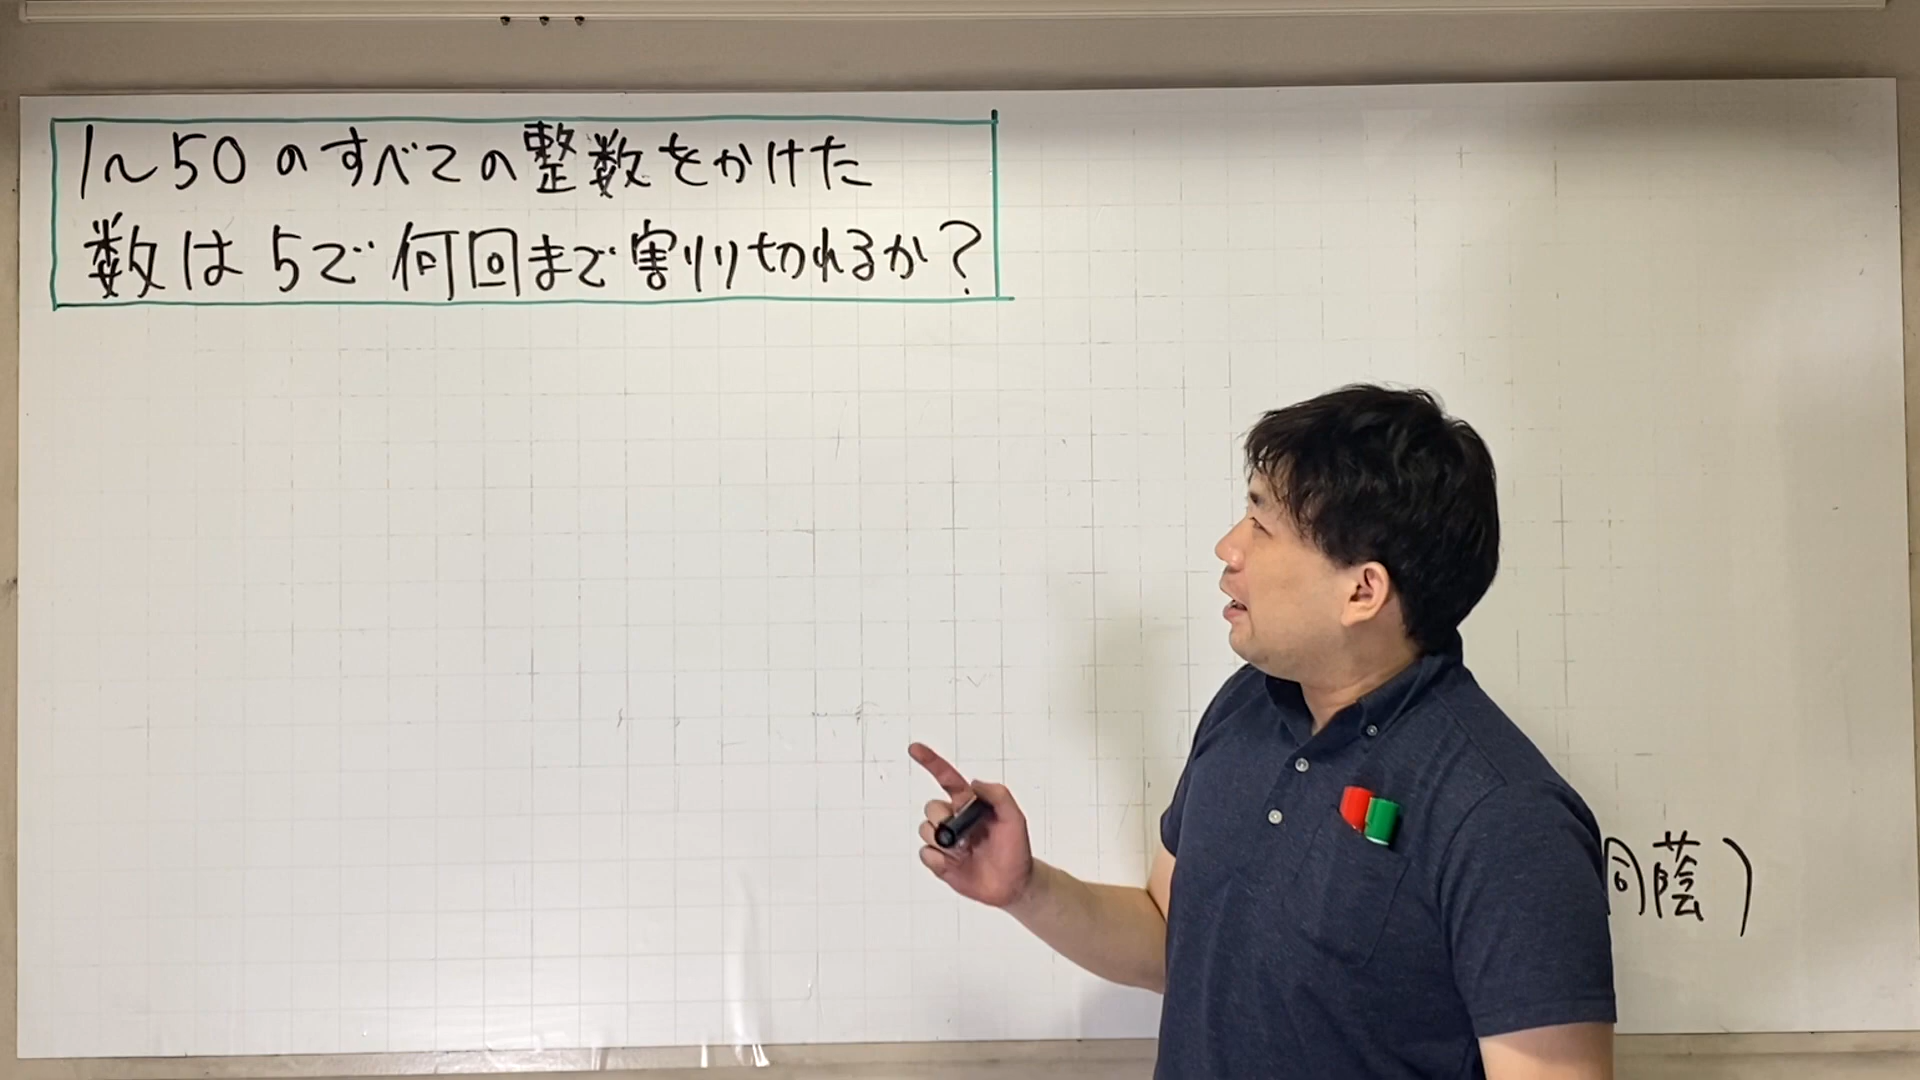 1～50のすべての整数をかけた
数は5で何回まで割り切れるか？
蔭）